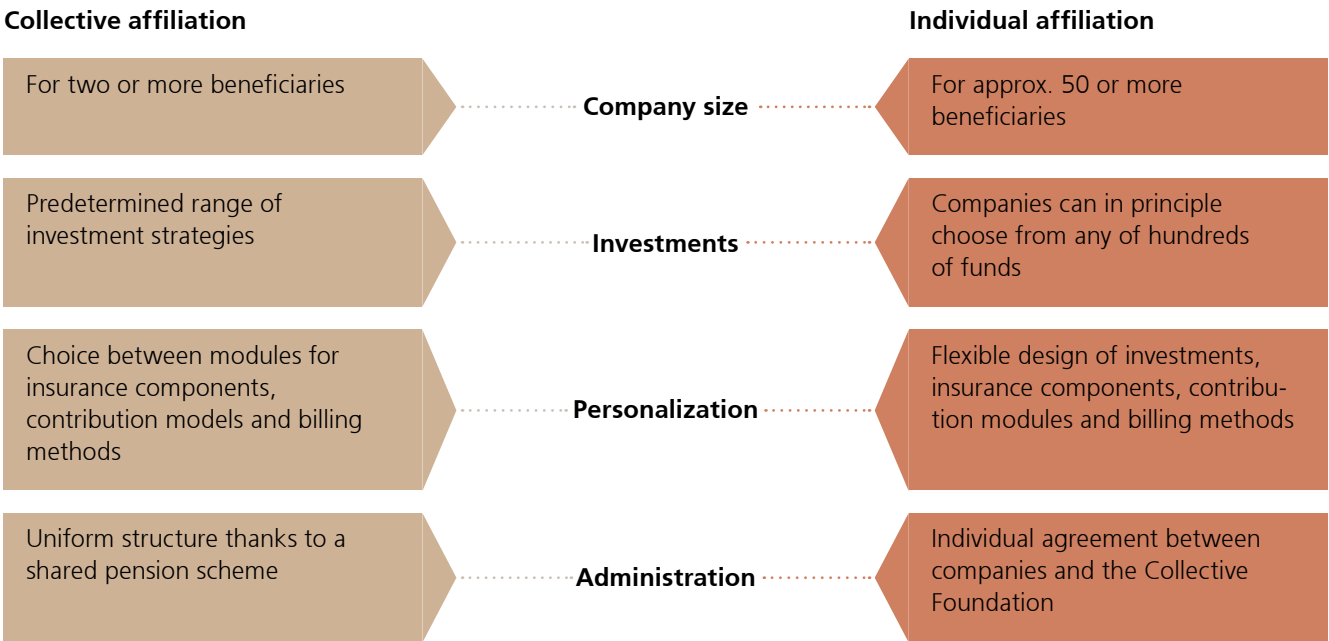 Collective affiliation
Individual affiliation
For two or more beneficiaries
Company size
For approx. 50 or more
beneficiaries
Predetermined range of
investment strategies
Investments
Companies can in principle
choose from any of hundreds
of funds
Choice between modules for
insurance components,
contribution models and billing
methods
Personalization
Flexible design of investments,
insurance components, contribu-
tion modules and billing methods
Uniform structure thanks to a
shared pension scheme
Administration
Individual agreement between
companies and the Collective
Foundation